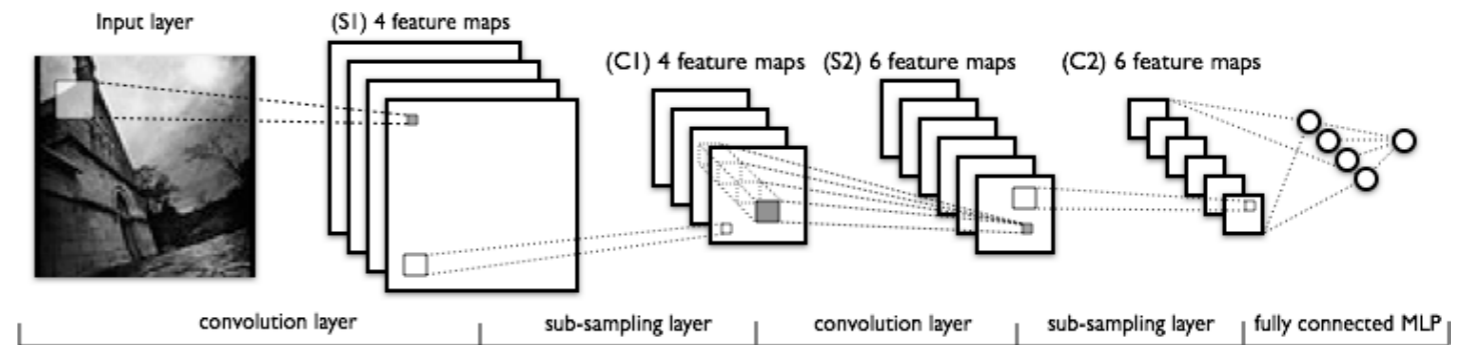 Input layer
(S1) 4 feature maps
(C1) 4 feature maps
(S2) 6 feature maps
(C2) 6 feature maps
convolution layer
sub-sampling layer
convolution layer
sub-sampling layer
fully connected MLP